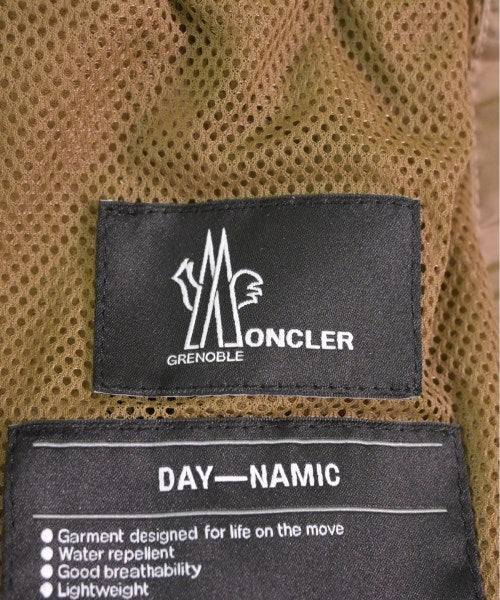 MONCLER
GRENOBLE
DAY—NAMIC
● Garment designed for life on the move
● Water repellent
● Good breathability
● Lightweight